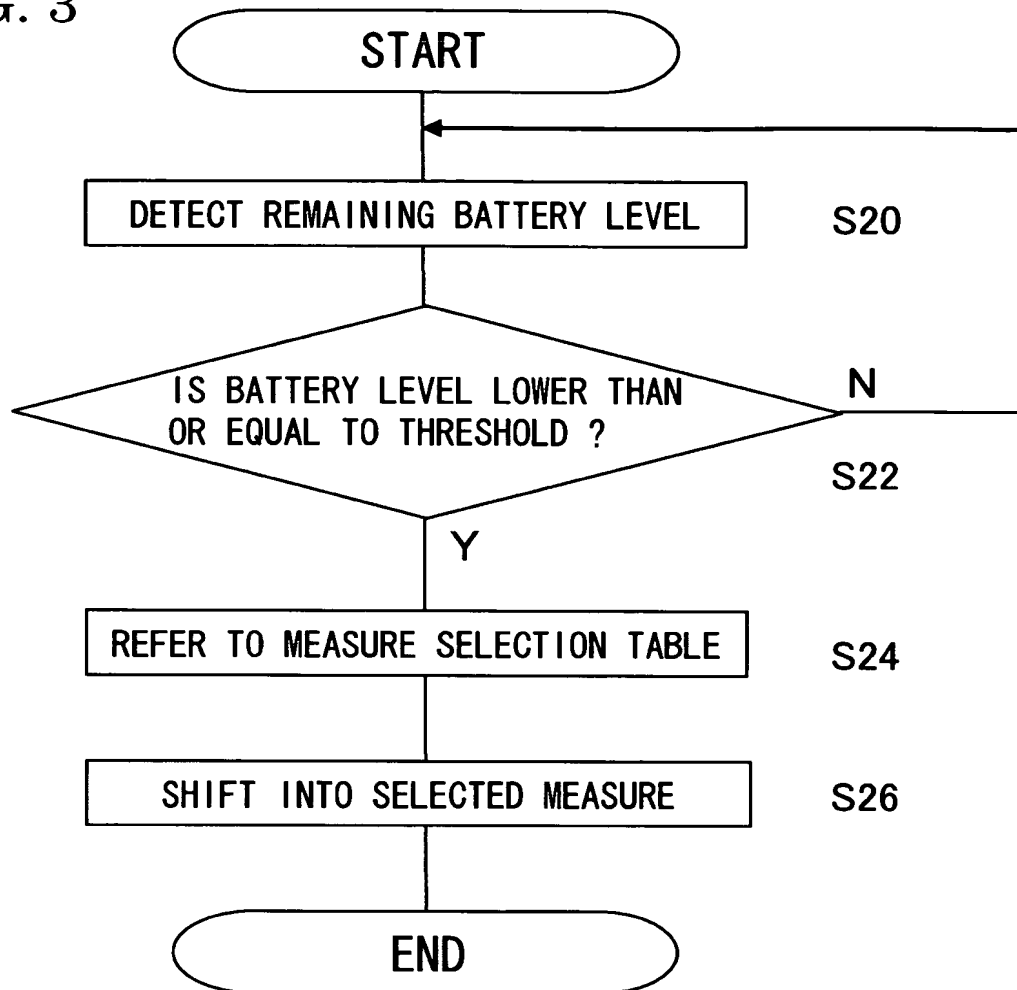 G. 3
START
DETECT REMAINING BATTERY LEVEL
S20
IS BATTERY LEVEL LOWER THAN
OR EQUAL TO THRESHOLD ?
N
S22
Y
REFER TO MEASURE SELECTION TABLE
S24
SHIFT INTO SELECTED MEASURE
S26
END